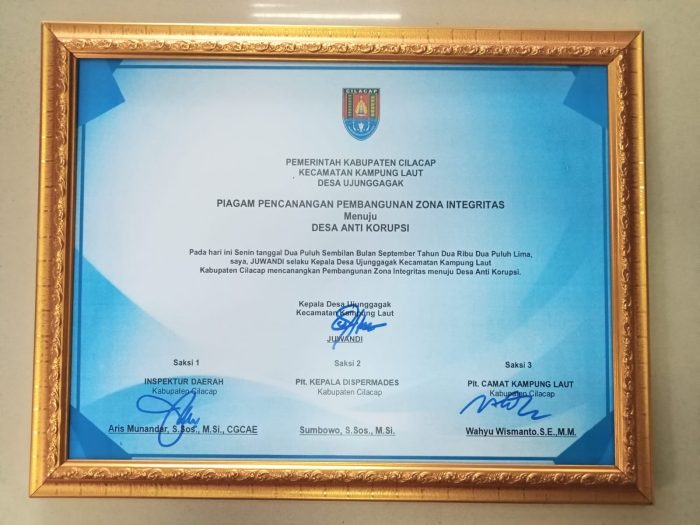 CILACAP
PEMERINTAH KABUPATEN CILACAP
KECAMATAN KAMPUNG LAUT
DESA UJUNGGAGAK
PIAGAM PENCANANGAN PEMBANGUNAN ZONA INTEGRITAS
Menuju
DESA ANTI KORUPSI
Pada hari ini Senin tanggal Dua Puluh Sembilan Bulan September Tahun Dua Ribu Dua Puluh Lima,
saya, JUWANDI selaku Kepala Desa Ujunggagak Kecamatan Kampung Laut
Kabupaten Cilacap mencanangkan Pembangunan Zona Integritas menuju Desa Anti Korupsi.
Kepala Desa Ujunggagak
Kecamatan Kampung Laut
JUWANDI
Saksi 1
INSPEKTUR DAERAH
Kabupaten Cilacap
Aris Munandar, S.Sos., M.Si., CGCAE
Saksi 2
Plt. KEPALA DISPERMADES
Kabupaten Cilacap
Sumbowo, S.Sos., M.Si.
Saksi 3
Plt. CAMAT KAMPUNG LAUT
Kabupaten Cilacap
Wahyu Wismanto.S.E.,M.M.